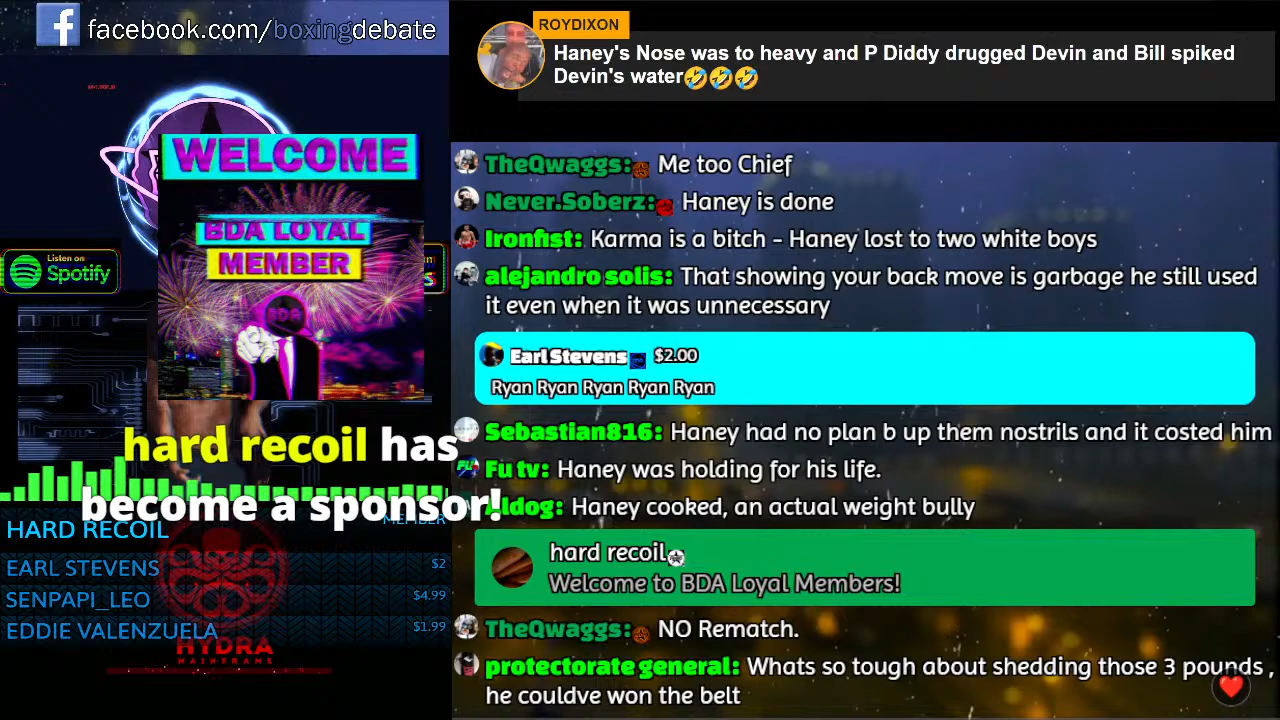 facebook.com/boxingdebate
ROYDIXON
Haney's Nose was to heavy and P Diddy drugged Devin and Bill spiked
Devin's water🤣🤣🤣
WELCOME
BDA LOYAL
MEMBER
BDA
Listen on
Spotify
hard recoil has
become a sponsor!
HARD RECOIL MEMBER
EARL STEVENS $2
SENPAPI_LEO $4.99
EDDIE VALENZUELA $1.99
HYDRA
MAINFRAME
TheQwaggs: Me too Chief
Never.Soberz: Haney is done
Ironfist: Karma is a bitch - Haney lost to two white boys
alejandro solis: That showing your back move is garbage he still used
it even when it was unnecessary
Earl Stevens $2.00
Ryan Ryan Ryan Ryan Ryan
Sebastian816: Haney had no plan b up them nostrils and it costed him
Fu tv: Haney was holding for his life.
Aldog: Haney cooked, an actual weight bully
hard recoil
Welcome to BDA Loyal Members!
TheQwaggs: NO Rematch.
protectorate general: Whats so tough about shedding those 3 pounds ,
he couldve won the belt